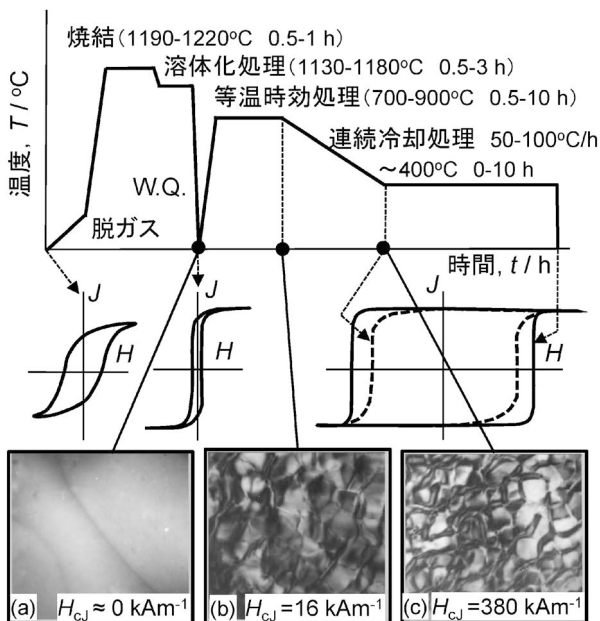 焼結(1190-1220°C 0.5-1 h)
溶体化処理(1130-1180°C 0.5-3 h)
等温時効処理(700-900°C 0.5-10 h)
連続冷却処理 50-100°C/h
～400°C 0-10 h
温度, T / °C
W.Q.
脱ガス
時間, t / h
J
H
J
J
H
(a) HcJ ≈ 0 kAm⁻¹
(b) HcJ =16 kAm⁻¹
(c) HcJ =380 kAm⁻¹